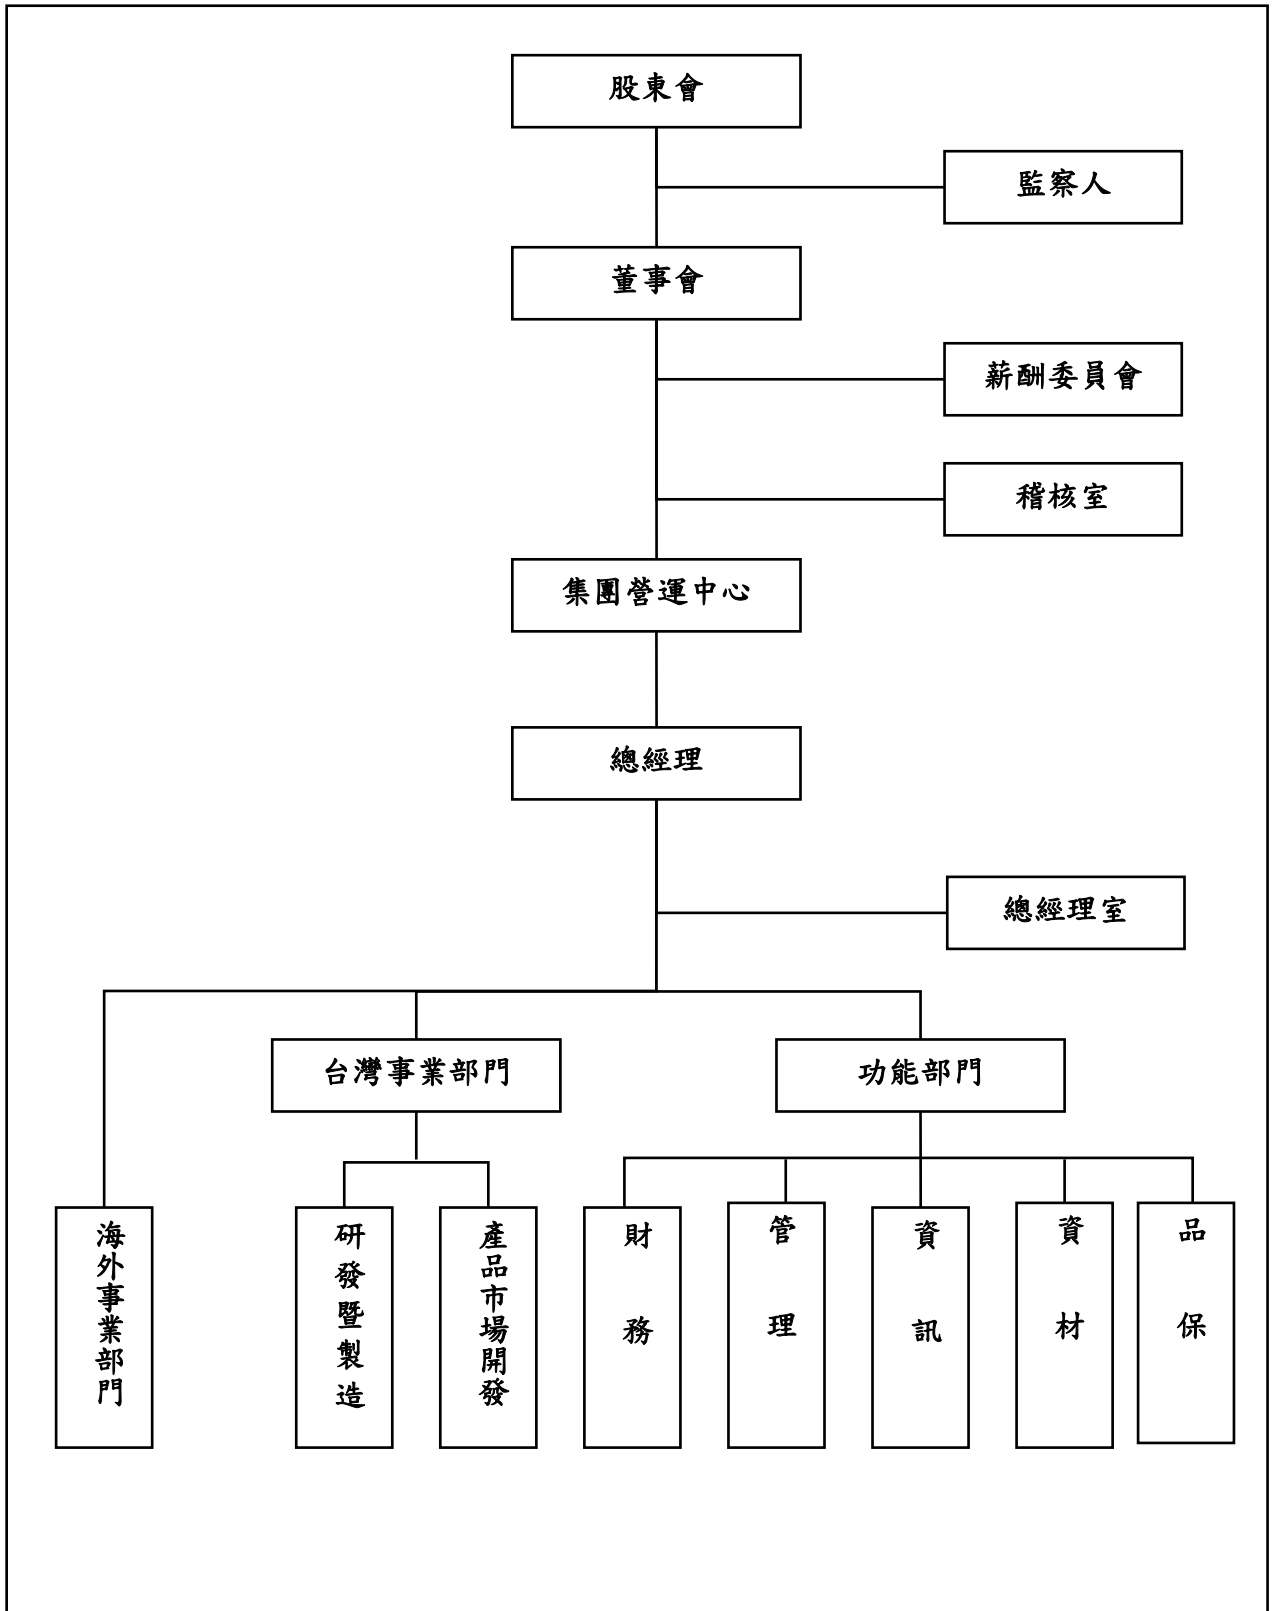 股東會
監察人
董事會
薪酬委員會
稽核室
集團營運中心
總經理
總經理室
台灣事業部門
功能部門
海外事業部門
研發暨製造
產品市場開發
財務
管理
資訊
資材
品保